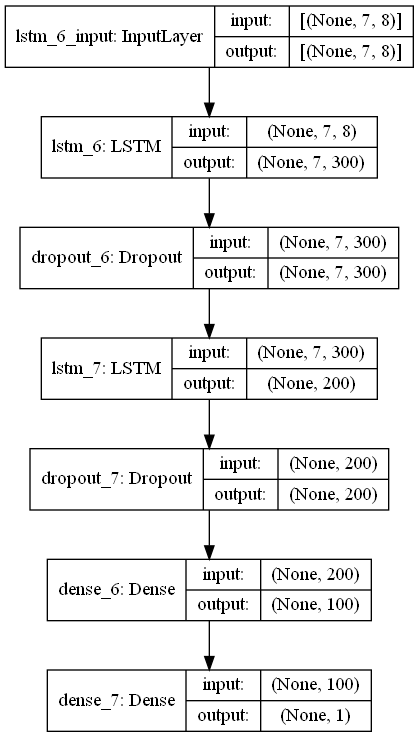 lstm_6_input: InputLayer
input: [(None, 7, 8)]
output: [(None, 7, 8)]
lstm_6: LSTM
input: (None, 7, 8)
output: (None, 7, 300)
dropout_6: Dropout
input: (None, 7, 300)
output: (None, 7, 300)
lstm_7: LSTM
input: (None, 7, 300)
output: (None, 200)
dropout_7: Dropout
input: (None, 200)
output: (None, 200)
dense_6: Dense
input: (None, 200)
output: (None, 100)
dense_7: Dense
input: (None, 100)
output: (None, 1)